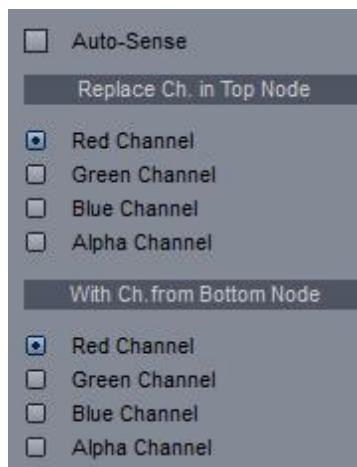 Auto-Sense
Replace Ch. in Top Node
Red Channel
Green Channel
Blue Channel
Alpha Channel
With Ch. from Bottom Node
Red Channel
Green Channel
Blue Channel
Alpha Channel